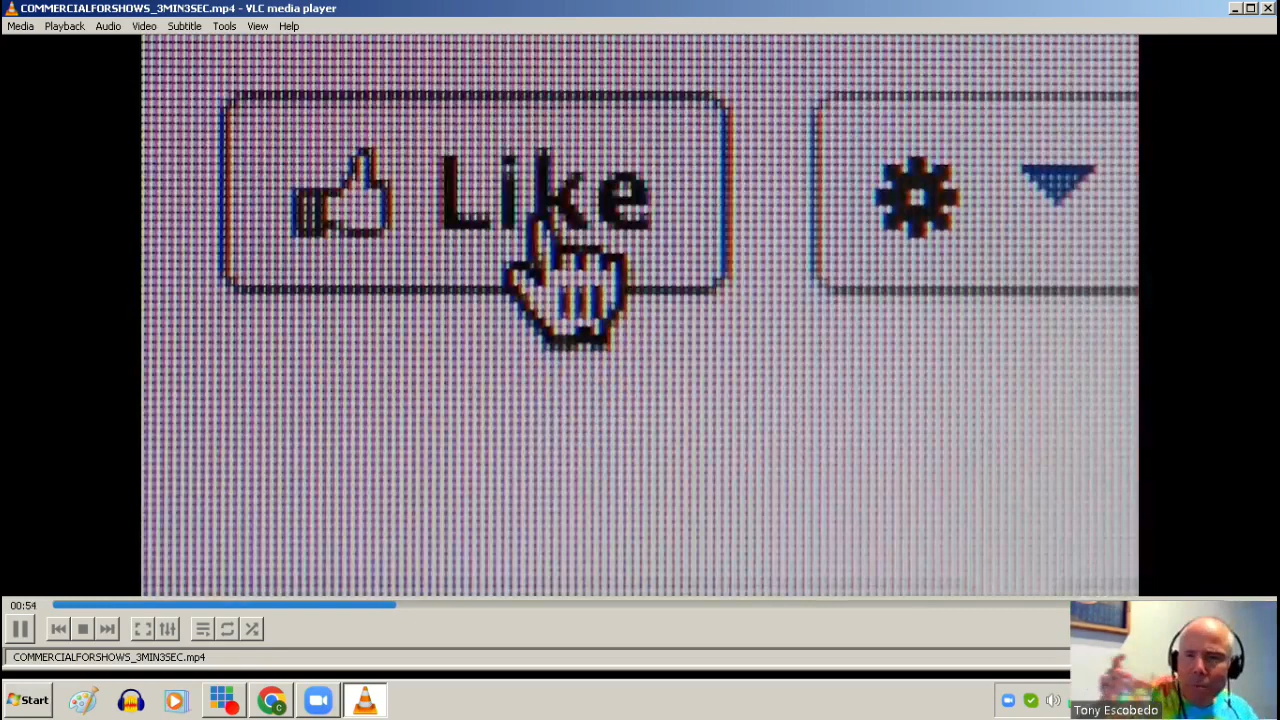 COMMERCIALFORSHOWS_3MIN3SEC.mp4 - VLC media player
Media Playback Audio Video Subtitle Tools View Help
Like
00:54
COMMERCIALFORSHOWS_3MIN3SEC.mp4
Start
Tony Escobedo